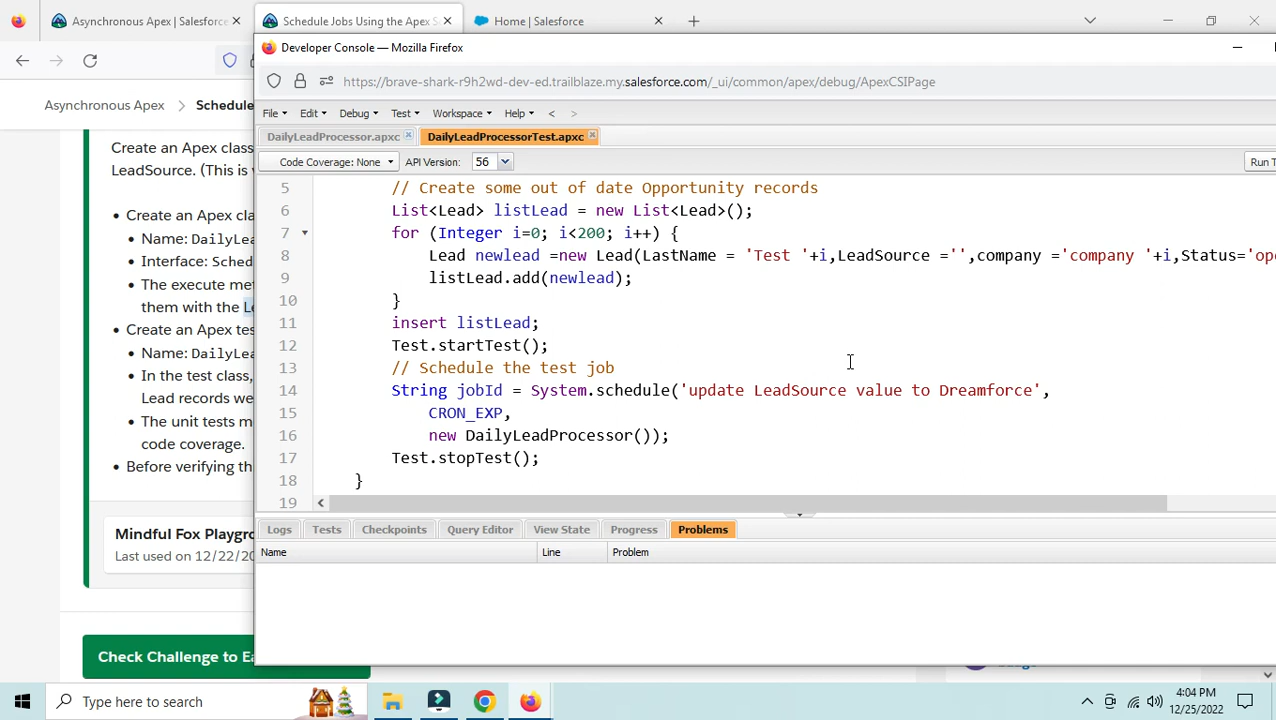 Asynchronous Apex | Salesforce
Schedule Jobs Using the Apex S
Home | Salesforce
Developer Console — Mozilla Firefox
https://brave-shark-r9h2wd-dev-ed.trailblaze.my.salesforce.com/_ui/common/apex/debug/ApexCSIPage
Asynchronous Apex > Schedule
File Edit Debug Test Workspace Help < >
DailyLeadProcessor.apxc
DailyLeadProcessorTest.apxc
Code Coverage: None API Version: 56 Run T
Create an Apex clas
LeadSource. (This is
Create an Apex cla
Name: DailyLea
Interface: Sched
The execute met
them with the Le
Create an Apex tes
Name: DailyLea
In the test class,
Lead records we
The unit tests m
code coverage.
Before verifying th
Mindful Fox Playgro
Last used on 12/22/20
Check Challenge to Ea
5 // Create some out of date Opportunity records
6 List<Lead> listLead = new List<Lead>();
7 for (Integer i=0; i<200; i++) {
8 Lead newlead =new Lead(LastName = 'Test '+i,LeadSource ='',company ='company '+i,Status='ope
9 listLead.add(newlead);
10 }
11 insert listLead;
12 Test.startTest();
13 // Schedule the test job
14 String jobId = System.schedule('update LeadSource value to Dreamforce',
15 CRON_EXP,
16 new DailyLeadProcessor());
17 Test.stopTest();
18 }
19
Logs Tests Checkpoints Query Editor View State Progress Problems
Name Line Problem
Type here to search
4:04 PM
12/25/2022